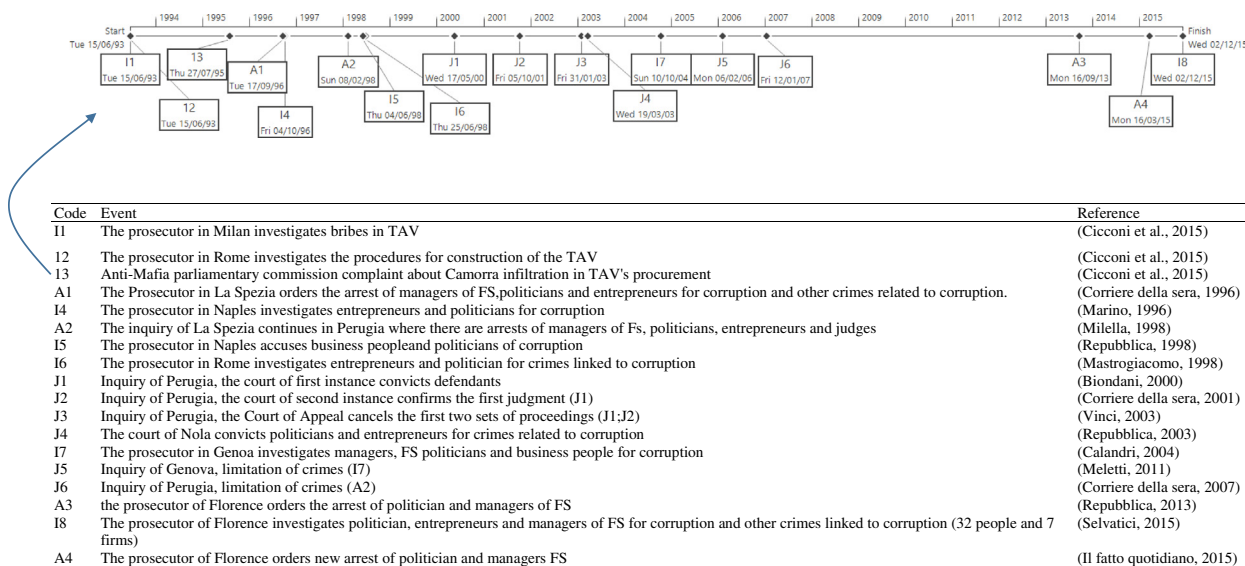 1994 1995 1996 1997 1998 1999 2000 2001 2002 2003 2004 2005 2006 2007 2008 2009 2010 2011 2012 2013 2014 2015
Start
Tue 15/06/93
Finish
Wed 02/12/15
I1
Tue 15/06/93
12
Tue 15/06/93
13
Thu 27/07/95
A1
Tue 17/09/96
I4
Fri 04/10/96
A2
Sun 08/02/98
I5
Thu 04/06/98
I6
Thu 25/06/98
J1
Wed 17/05/00
J2
Fri 05/10/01
J3
Fri 31/01/03
J4
Wed 19/03/03
I7
Sun 10/10/04
J5
Mon 06/02/06
J6
Fri 12/01/07
A3
Mon 16/09/13
A4
Mon 16/03/15
I8
Wed 02/12/15
Code Event Reference
I1 The prosecutor in Milan investigates bribes in TAV (Cicconi et al., 2015)
12 The prosecutor in Rome investigates the procedures for construction of the TAV (Cicconi et al., 2015)
13 Anti-Mafia parliamentary commission complaint about Camorra infiltration in TAV's procurement (Cicconi et al., 2015)
A1 The Prosecutor in La Spezia orders the arrest of managers of FS,politicians and entrepreneurs for corruption and other crimes related to corruption. (Corriere della sera, 1996)
I4 The prosecutor in Naples investigates entrepreneurs and politicians for corruption (Marino, 1996)
A2 The inquiry of La Spezia continues in Perugia where there are arrests of managers of Fs, politicians, entrepreneurs and judges (Milella, 1998)
I5 The prosecutor in Naples accuses business peopleand politicians of corruption (Repubblica, 1998)
I6 The prosecutor in Rome investigates entrepreneurs and politician for crimes linked to corruption (Mastrogiacomo, 1998)
J1 Inquiry of Perugia, the court of first instance convicts defendants (Biondani, 2000)
J2 Inquiry of Perugia, the court of second instance confirms the first judgment (J1) (Corriere della sera, 2001)
J3 Inquiry of Perugia, the Court of Appeal cancels the first two sets of proceedings (J1;J2) (Vinci, 2003)
J4 The court of Nola convicts politicians and entrepreneurs for crimes related to corruption (Repubblica, 2003)
I7 The prosecutor in Genoa investigates managers, FS politicians and business people for corruption (Calandri, 2004)
J5 Inquiry of Genova, limitation of crimes (I7) (Meletti, 2011)
J6 Inquiry of Perugia, limitation of crimes (A2) (Corriere della sera, 2007)
A3 the prosecutor of Florence orders the arrest of politician and managers of FS (Repubblica, 2013)
I8 The prosecutor of Florence investigates politician, entrepreneurs and managers of FS for corruption and other crimes linked to corruption (32 people and 7 (Selvatici, 2015)
firms)
A4 The prosecutor of Florence orders new arrest of politician and managers FS (Il fatto quotidiano, 2015)